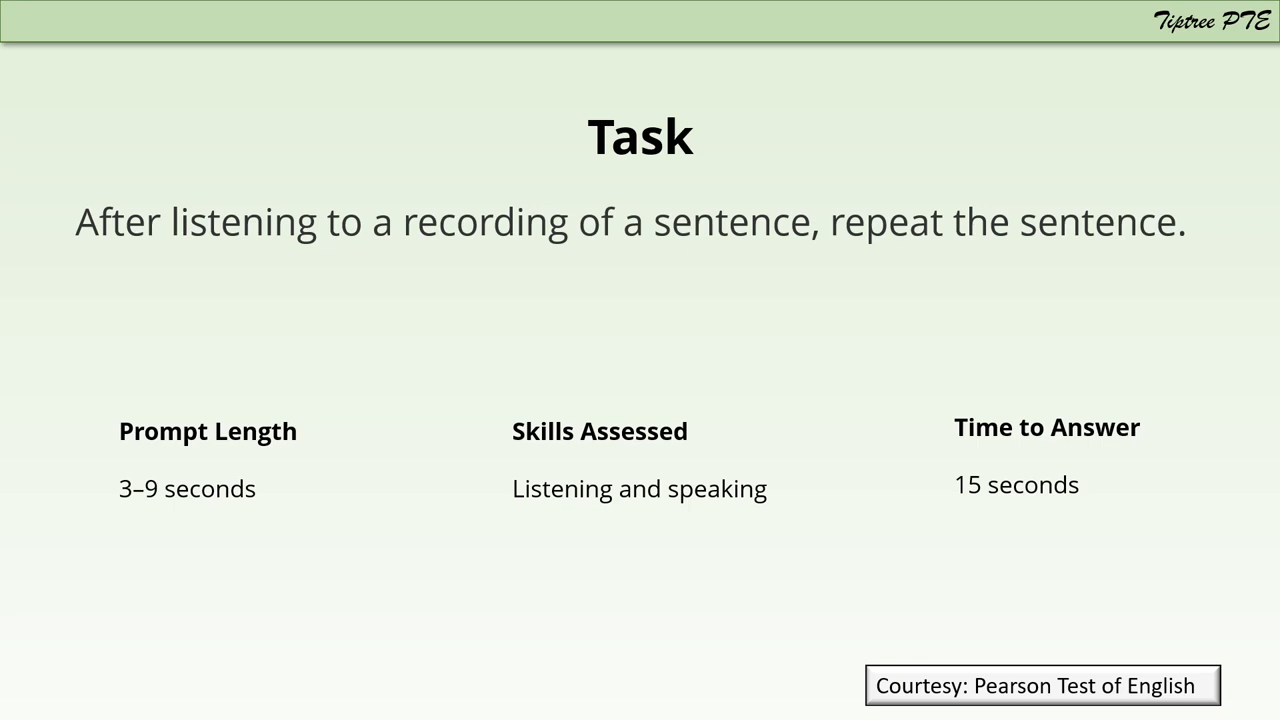 Tiptree PTE
Task
After listening to a recording of a sentence, repeat the sentence.
Prompt Length
3–9 seconds
Skills Assessed
Listening and speaking
Time to Answer
15 seconds
Courtesy: Pearson Test of English